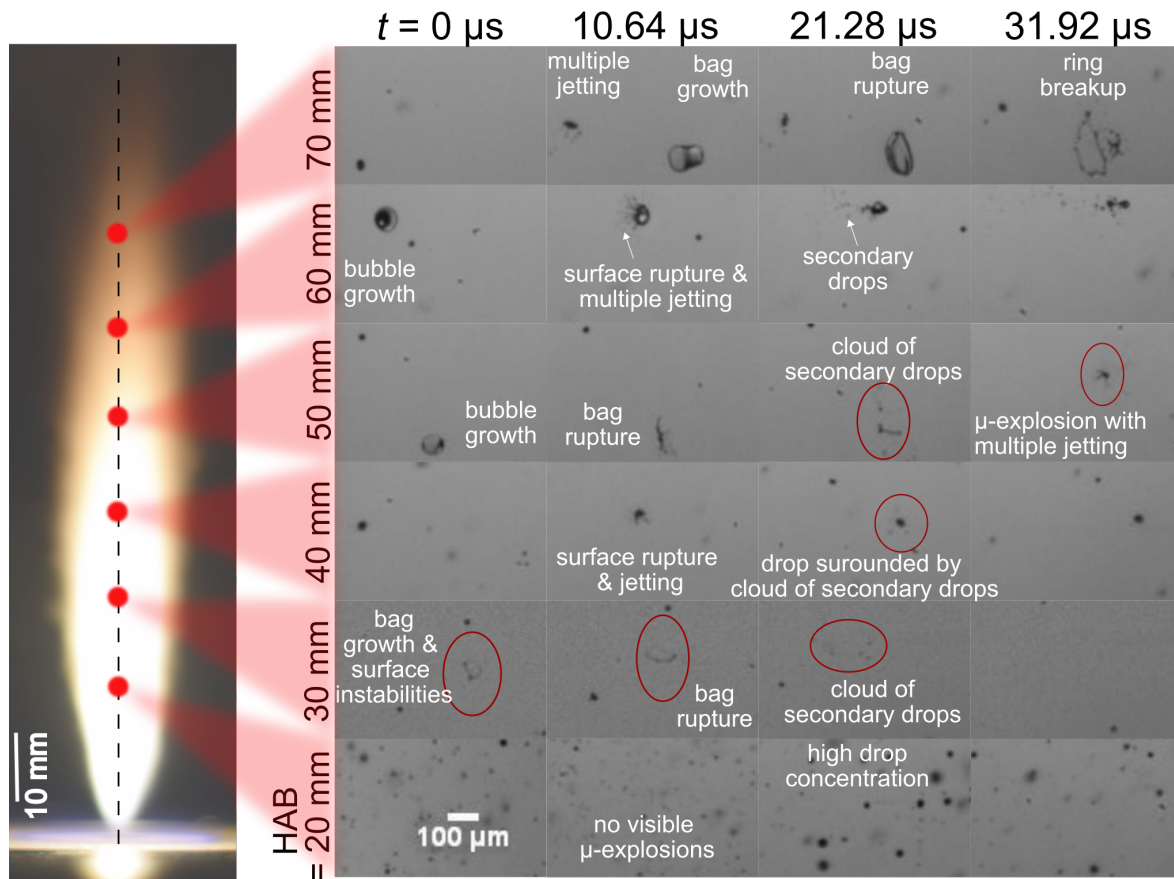 t = 0 µs
10.64 µs
21.28 µs
31.92 µs
70 mm
multiple
jetting
bag
growth
bag
rupture
ring
breakup
60 mm
bubble
growth
surface rupture &
multiple jetting
secondary
drops
50 mm
bubble
growth
bag
rupture
cloud of
secondary drops
µ-explosion with
multiple jetting
40 mm
surface rupture
& jetting
drop surounded by
cloud of secondary drops
30 mm
bag
growth &
surface
instabilities
bag
rupture
cloud of
secondary drops
HAB
= 20 mm
100 µm
no visible
µ-explosions
high drop
concentration
10 mm